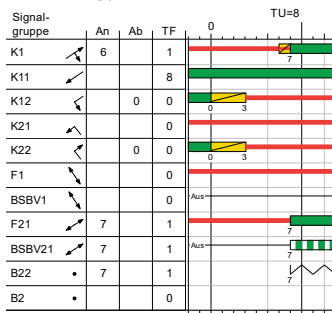 Signal-
gruppe An Ab TF
TU=8
0
K1 6 1
7
K11 8
K12 0 0
0 3
K21 0
K22 0 0
0 3
F1 0
BSBV1 0 Aus
F21 7 1
7
BSBV21 7 1 Aus
7
B22 7 1
7
B2 0